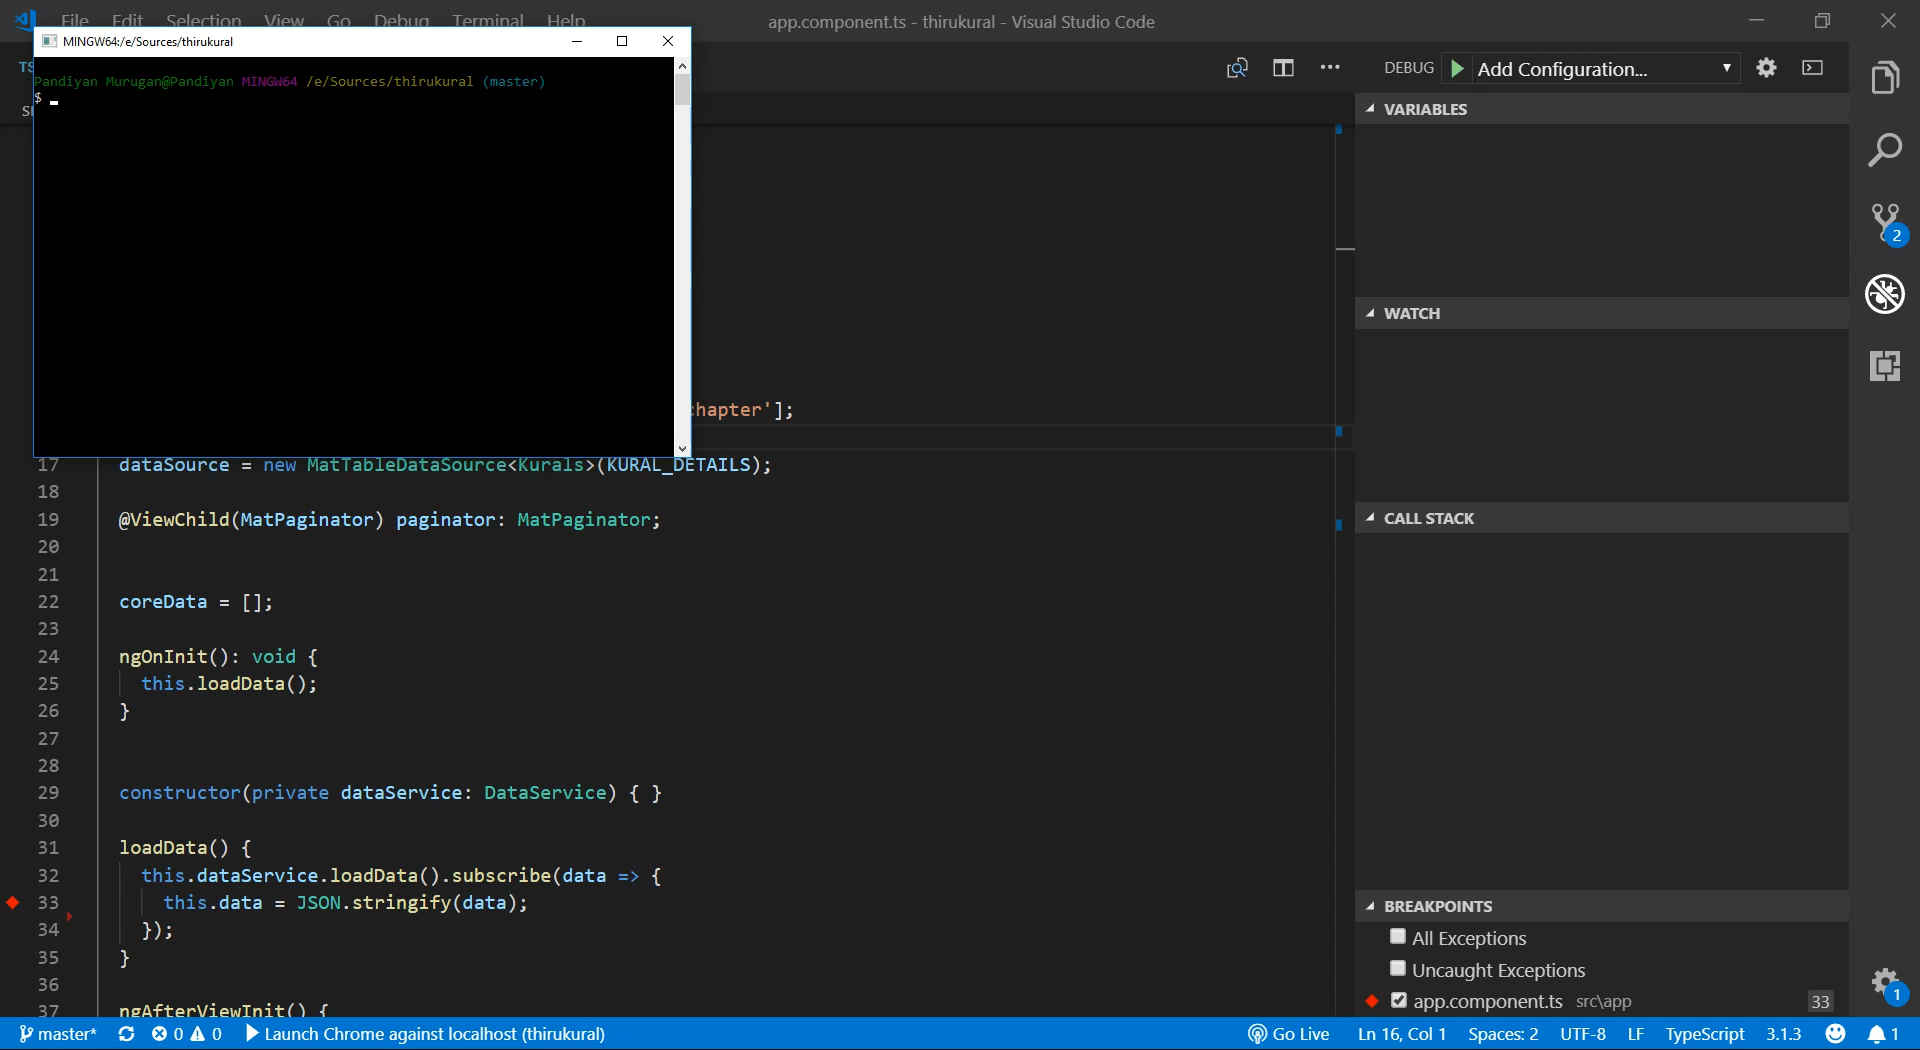 File Edit Selection View Go Debug Terminal Help
app.component.ts - thirukural - Visual Studio Code
MINGW64:/e/Sources/thirukural
Pandiyan Murugan@Pandiyan MINGW64 /e/Sources/thirukural (master)
$
TS
DEBUG Add Configuration...
VARIABLES
WATCH
CALL STACK
BREAKPOINTS
All Exceptions
Uncaught Exceptions
app.component.ts src\app 33
hapter'];
17 dataSource = new MatTableDataSource<Kurals>(KURAL_DETAILS);
18
19 @ViewChild(MatPaginator) paginator: MatPaginator;
20
21
22 coreData = [];
23
24 ngOnInit(): void {
25 this.loadData();
26 }
27
28
29 constructor(private dataService: DataService) { }
30
31 loadData() {
32 this.dataService.loadData().subscribe(data => {
33 this.data = JSON.stringify(data);
34 });
35 }
36
37 ngAfterViewInit() {
2
1
master* 0 0 Launch Chrome against localhost (thirukural)
Go Live Ln 16, Col 1 Spaces: 2 UTF-8 LF TypeScript 3.1.3 1